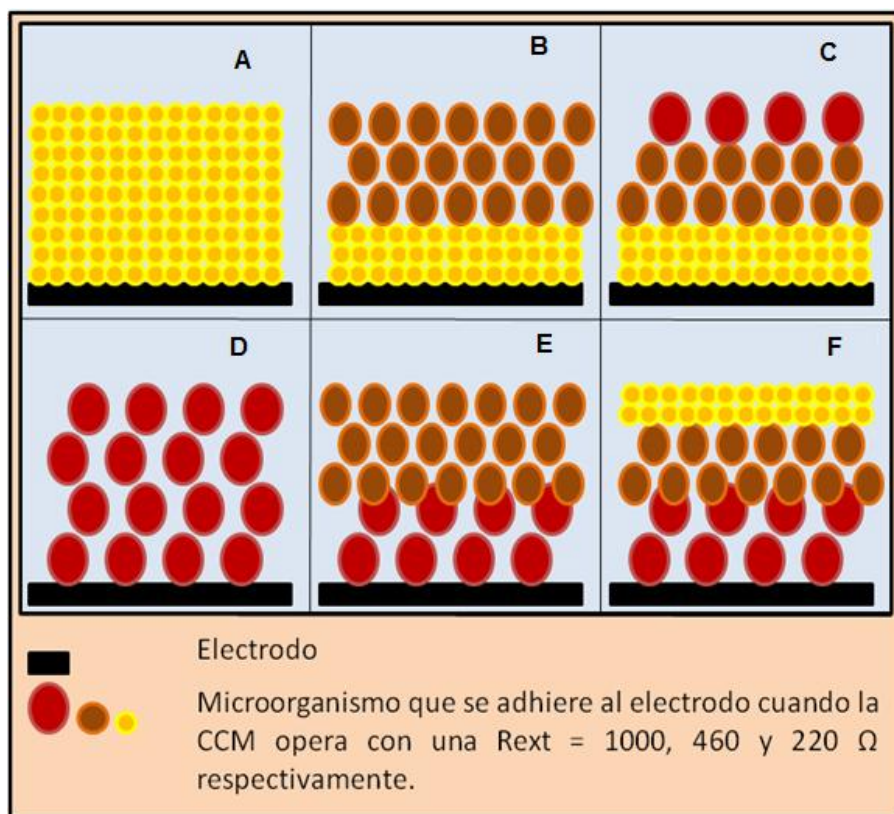 A
B
C
D
E
F
Electrodo
Microorganismo que se adhiere al electrodo cuando la
CCM opera con una Rext = 1000, 460 y 220 Ω
respectivamente.